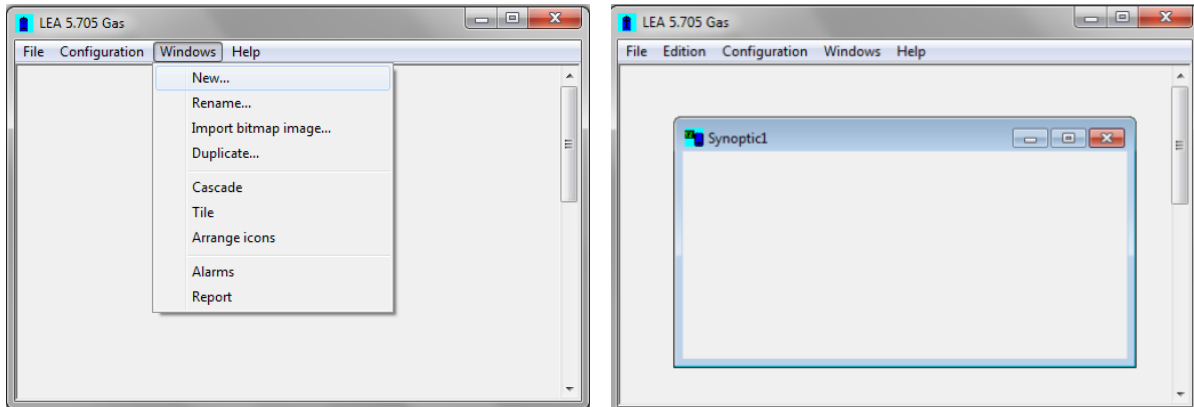 LEA 5.705 Gas
File Configuration Windows Help
New...
Rename...
Import bitmap image...
Duplicate...
Cascade
Tile
Arrange icons
Alarms
Report
LEA 5.705 Gas
File Edition Configuration Windows Help
Synoptic1